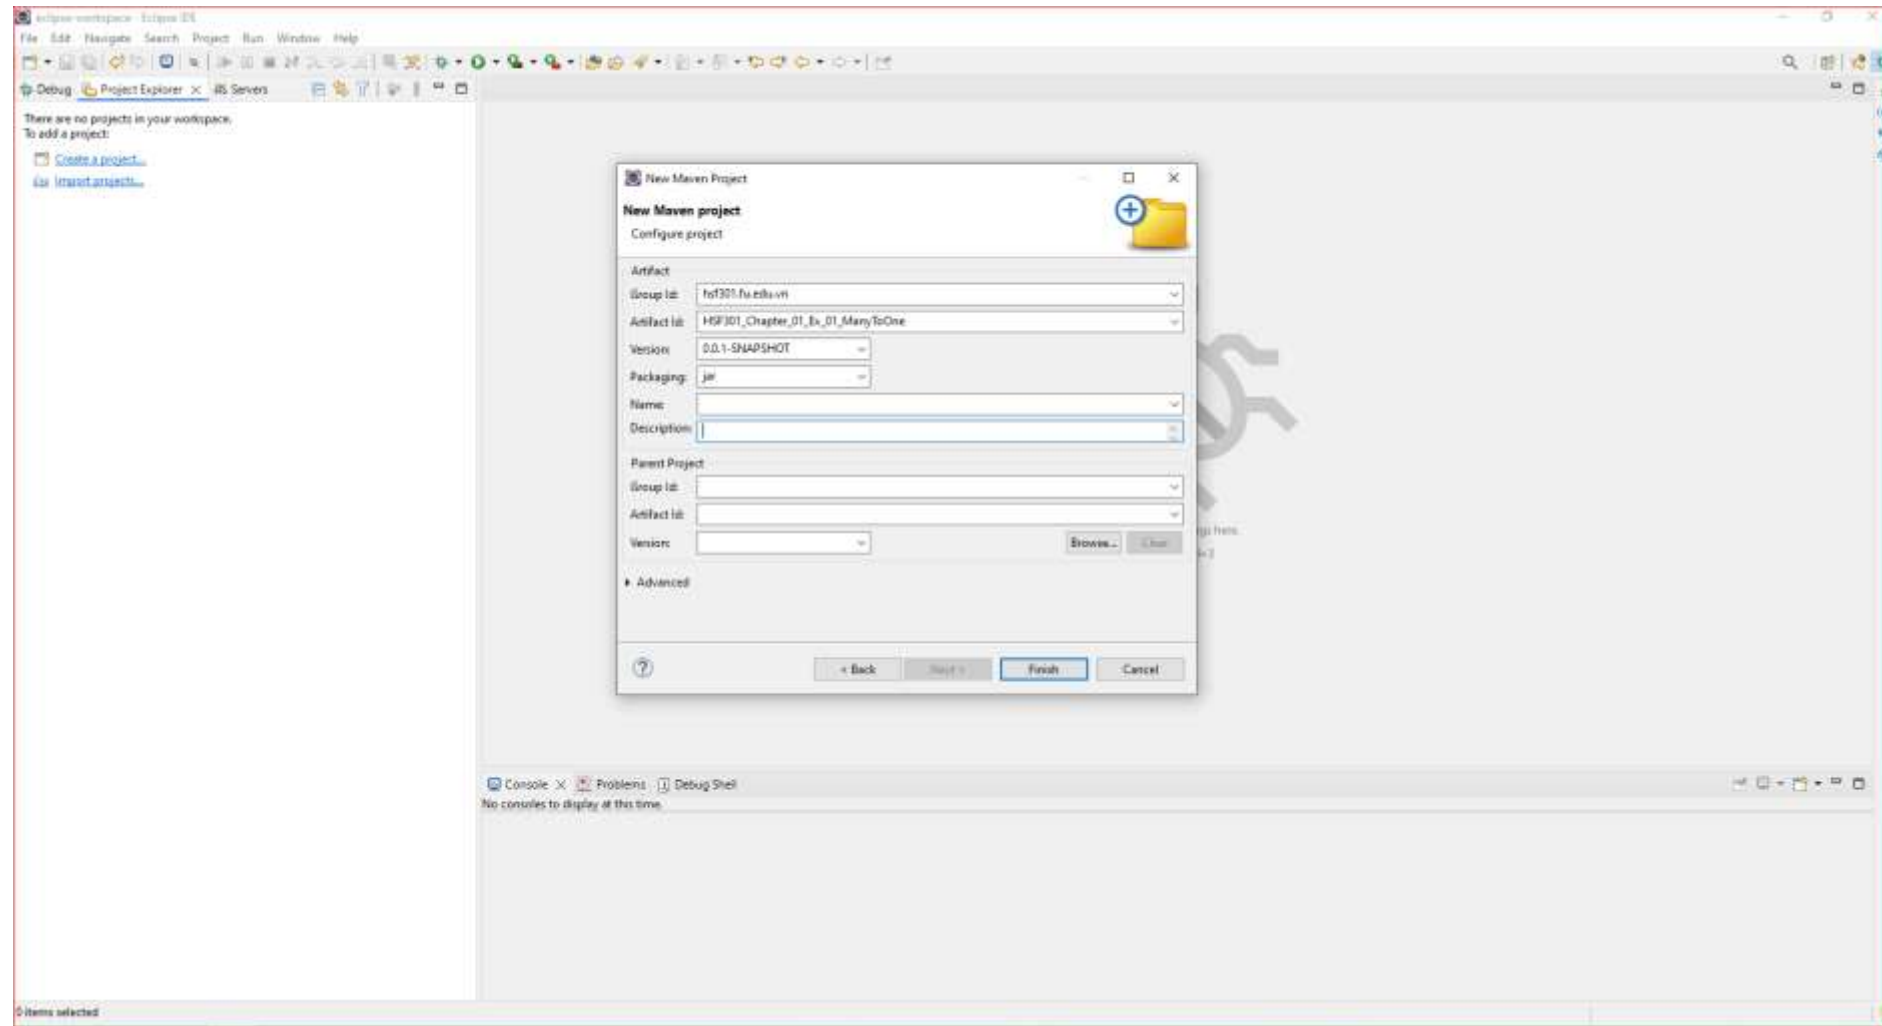 eclipse-workspace - Eclipse IDE
File Edit Navigate Search Project Run Window Help
Debug Project Explorer Servers
There are no projects in your workspace.
To add a project:
Create a project...
Import projects...
New Maven Project
New Maven project
Configure project
Artifact
Group Id: hsf301.fu.edu.vn
Artifact Id: HSF301_Chapter_01_Ex_01_ManyToOne
Version: 0.0.1-SNAPSHOT
Packaging: jar
Name:
Description:
Parent Project
Group Id:
Artifact Id:
Version: Browse... Clear
Advanced
< Back Next > Finish Cancel
here.
Console Problems Debug Shell
No consoles to display at this time.
0 items selected